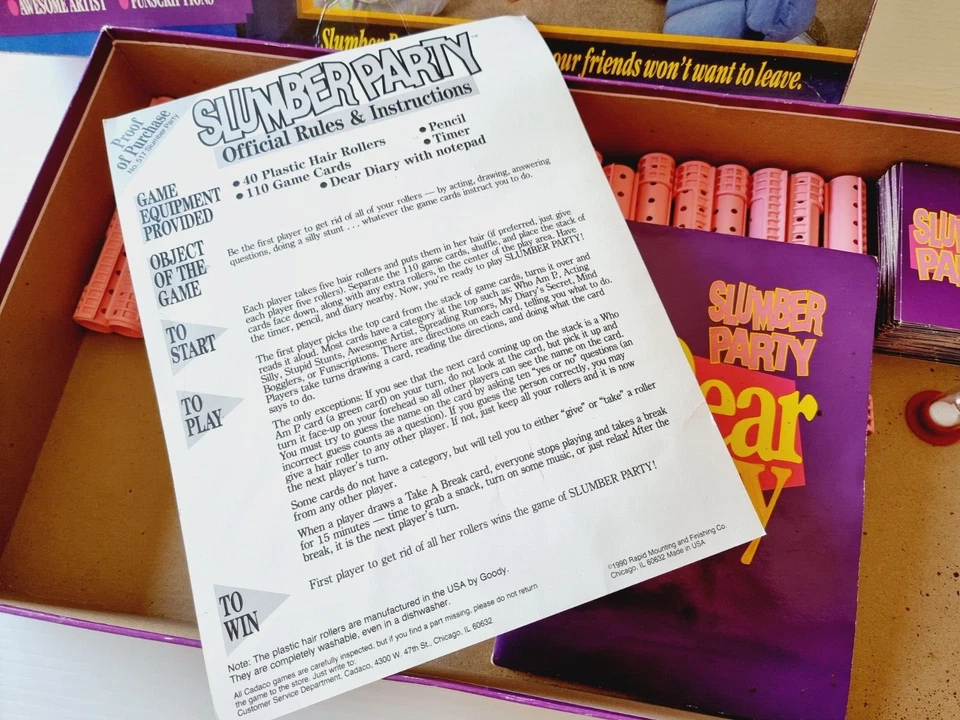 AWESOME ARTIST
FUNSCRIPTIONS
our friends won't want to leave.
Proof
of Purchase
No. 517 Slumber Party
SLUMBER PARTY
Official Rules & Instructions
GAME
EQUIPMENT
PROVIDED
• 40 Plastic Hair Rollers
• Pencil
• 110 Game Cards
• Timer
• Dear Diary with notepad
OBJECT
OF THE
GAME
Be the first player to get rid of all of your rollers — by acting, drawing, answering
questions, doing a silly stunt . . . whatever the game cards instruct you to do.
TO
START
Each player takes five hair rollers and puts them in her hair (if preferred, just give
each player five rollers). Separate the 110 game cards, shuffle, and place the stack of
cards face down, along with any extra rollers, in the center of the play area. Have
the timer, pencil, and diary nearby. Now, you're ready to play SLUMBER PARTY!
TO
PLAY
The first player picks the top card from the stack of game cards, turns it over and
reads it aloud. Most cards have a category at the top such as: Who Am I?, Acting
Silly, Stupid Stunts, Awesome Artist, Spreading Rumors, My Diary's Secret, Mind
Bogglers, or Funscriptions. There are directions on each card, telling you what to do.
Players take turns drawing a card, reading the directions, and doing what the card
says to do.
The only exceptions: If you see that the next card coming up on the stack is a Who
Am I?, card (a green card) on your turn, do not look at the card, but pick it up and
turn it face-up on your forehead so all other players can see the name on the card.
You must try to guess the name on the card by asking ten "yes or no" questions (an
incorrect guess counts as a question). If you guess the person correctly, you may
give a hair roller to any other player. If not, just keep all your rollers and it is now
the next player's turn.
Some cards do not have a category, but will tell you to either "give" or "take" a roller
from any other player.
When a player draws a Take A Break card, everyone stops playing and takes a break
for 15 minutes — time to grab a snack, turn on some music, or just relax! After the
break, it is the next player's turn.
TO
WIN
First player to get rid of all her rollers wins the game of SLUMBER PARTY!
Note: The plastic hair rollers are manufactured in the USA by Goody.
They are completely washable, even in a dishwasher.
All Cadaco games are carefully inspected, but if you find a part missing, please do not return
the game to the store. Just write to:
Customer Service Department, Cadaco, 4300 W. 47th St., Chicago, IL 60632
©1990 Rapid Mounting and Finishing Co.
Chicago, IL 60632 Made in USA
SLUMBER
PARTY